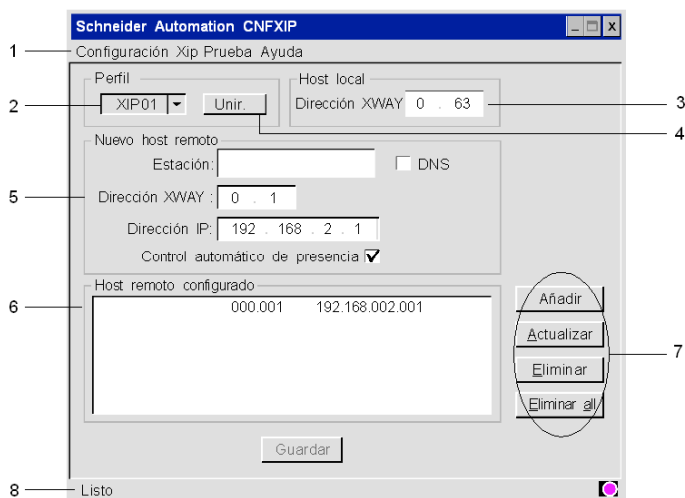 Schneider Automation CNFXIP
1 Configuración Xip Prueba Ayuda
Perfil Host local
2 XIP01 Unir. Dirección XWAY 0 . 63 3
4
Nuevo host remoto
Estación: DNS
5 Dirección XWAY : 0 . 1
Dirección IP: 192 . 168 . 2 . 1
Control automático de presencia
Host remoto configurado
6 000.001 192.168.002.001
Añadir
Actualizar
7
Eliminar
Eliminar all
Guardar
8 Listo